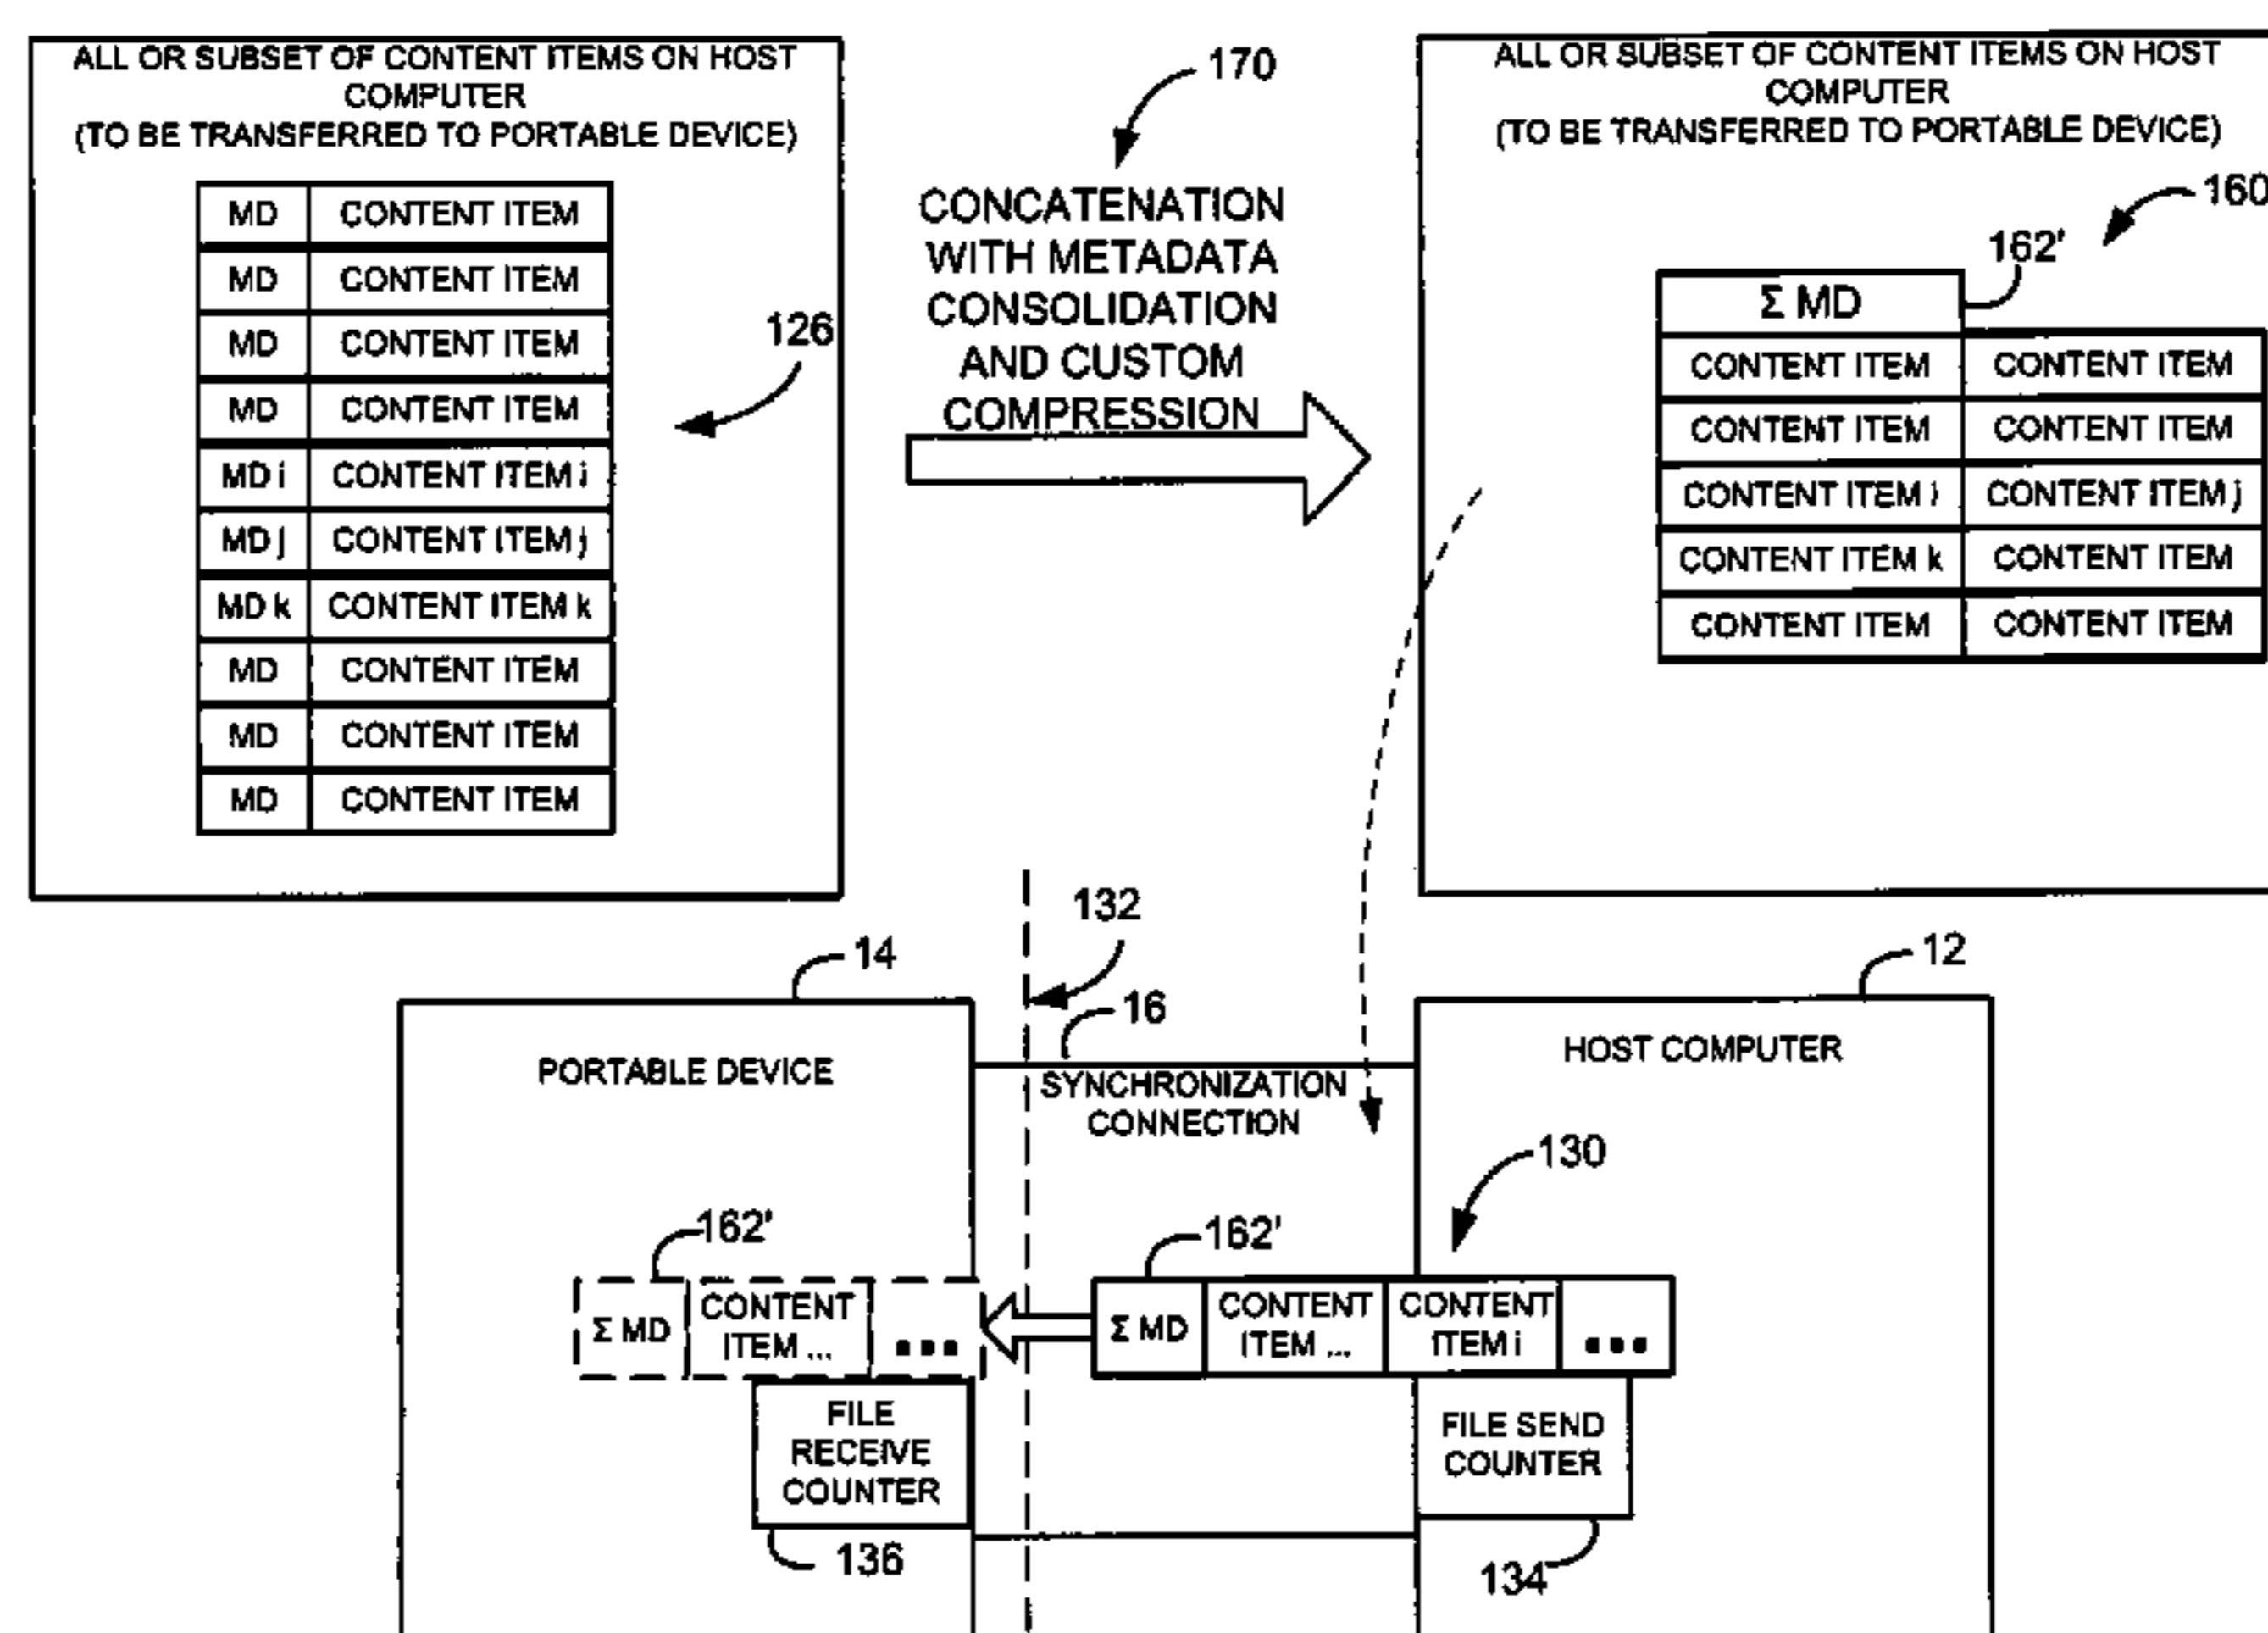 ALL OR SUBSET OF CONTENT ITEMS ON HOST
COMPUTER
(TO BE TRANSFERRED TO PORTABLE DEVICE)
MD CONTENT ITEM
MD CONTENT ITEM
MD CONTENT ITEM
MD CONTENT ITEM
MD i CONTENT ITEM i
MD j CONTENT ITEM j
MD k CONTENT ITEM k
MD CONTENT ITEM
MD CONTENT ITEM
MD CONTENT ITEM
126
170
CONCATENATION
WITH METADATA
CONSOLIDATION
AND CUSTOM
COMPRESSION
ALL OR SUBSET OF CONTENT ITEMS ON HOST
COMPUTER
(TO BE TRANSFERRED TO PORTABLE DEVICE)
160
162'
Σ MD
CONTENT ITEM CONTENT ITEM
CONTENT ITEM CONTENT ITEM
CONTENT ITEM i CONTENT ITEM j
CONTENT ITEM k CONTENT ITEM
CONTENT ITEM CONTENT ITEM
132
14
16
12
PORTABLE DEVICE
SYNCHRONIZATION
CONNECTION
HOST COMPUTER
130
162'
Σ MD
CONTENT
ITEM ...
...
162'
Σ MD
CONTENT
ITEM ...
CONTENT
ITEM i
...
FILE
RECEIVE
COUNTER
136
FILE SEND
COUNTER
134